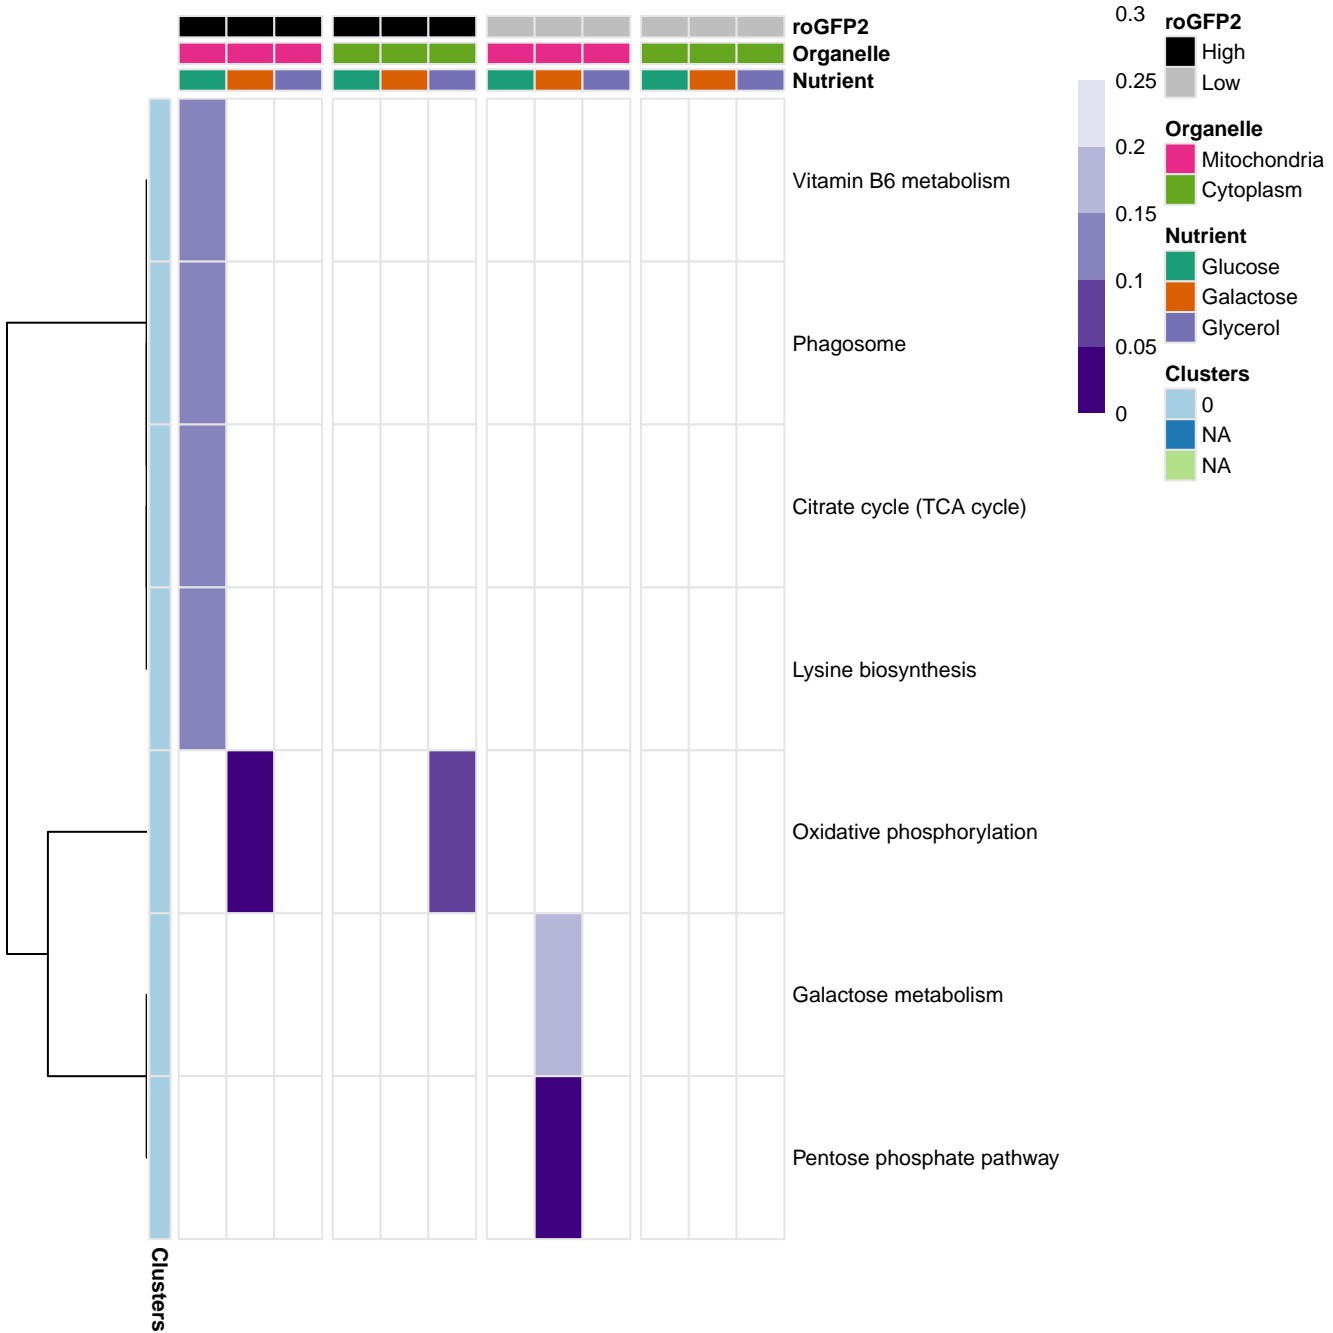 roGFP2
Organelle
Nutrient
Vitamin B6 metabolism
Phagosome
Citrate cycle (TCA cycle)
Lysine biosynthesis
Oxidative phosphorylation
Galactose metabolism
Pentose phosphate pathway
Clusters
0.3
0.25
0.2
0.15
0.1
0.05
0
roGFP2
High
Low
Organelle
Mitochondria
Cytoplasm
Nutrient
Glucose
Galactose
Glycerol
Clusters
0
NA
NA